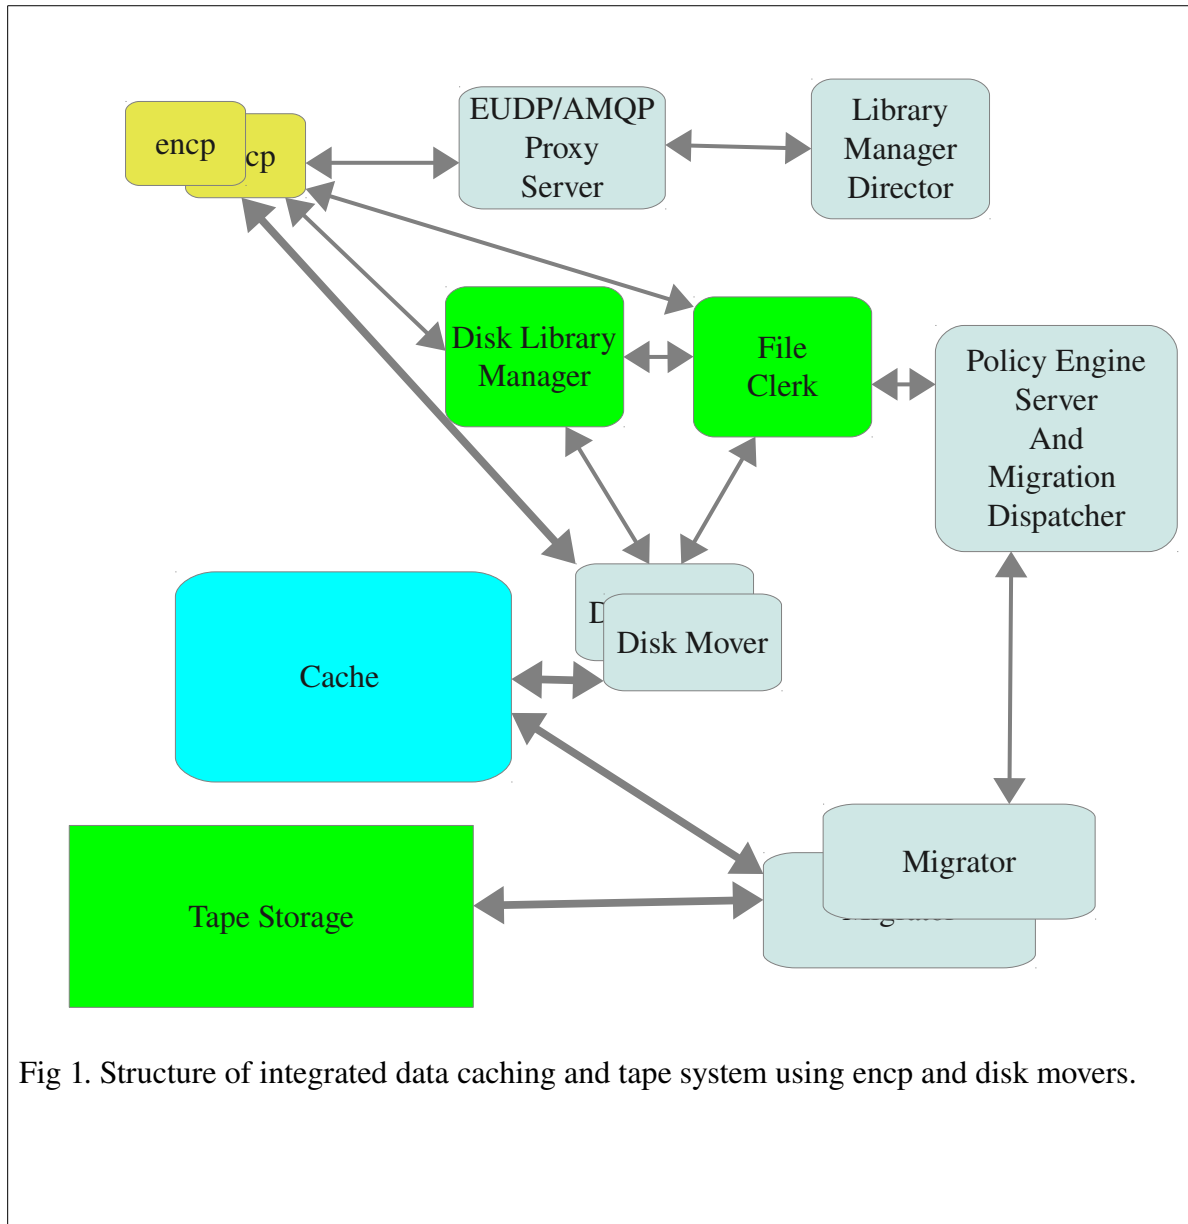 encp
cp
EUDP/AMQP
Proxy
Server
Library
Manager
Director
Disk Library
Manager
File
Clerk
Policy Engine
Server
And
Migration
Dispatcher
D
Disk Mover
Cache
Migrator
Tape Storage
Fig 1. Structure of integrated data caching and tape system using encp and disk movers.